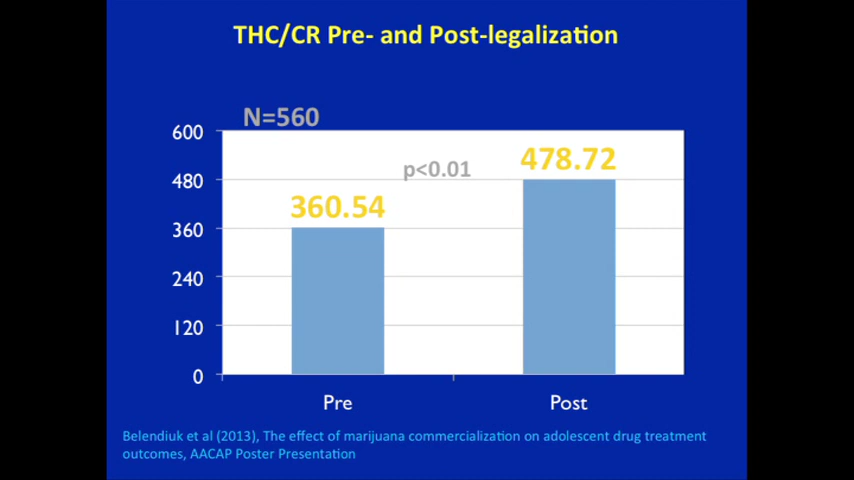 THC/CR Pre- and Post-legalization
N=560
600
p<0.01
478.72
480
360.54
360
240
120
0
Pre
Post
Belendiuk et al (2013), The effect of marijuana commercialization on adolescent drug treatment
outcomes, AACAP Poster Presentation